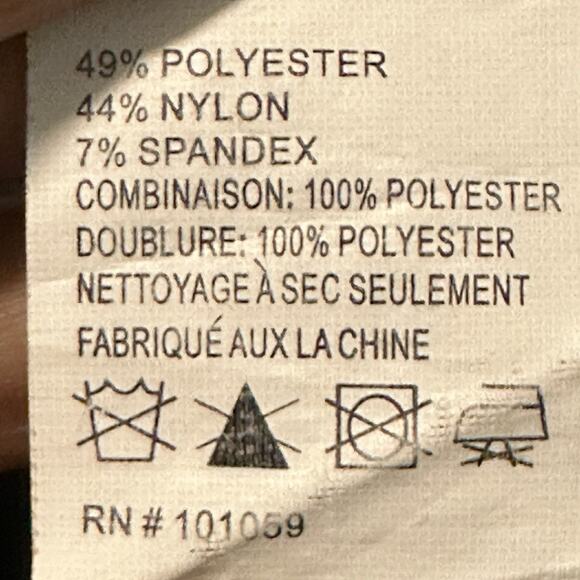 49% POLYESTER
44% NYLON
7% SPANDEX
COMBINAISON: 100% POLYESTER
DOUBLURE: 100% POLYESTER
NETTOYAGE À SEC SEULEMENT
FABRIQUÉ AUX LA CHINE
RN # 101059